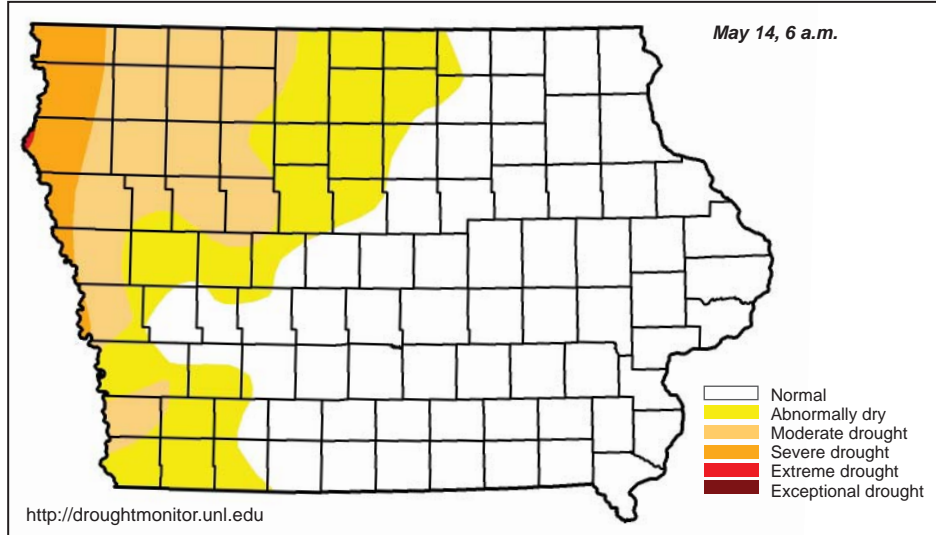 May 14, 6 a.m.
Normal
Abnormally dry
Moderate drought
Severe drought
Extreme drought
Exceptional drought
http://droughtmonitor.unl.edu